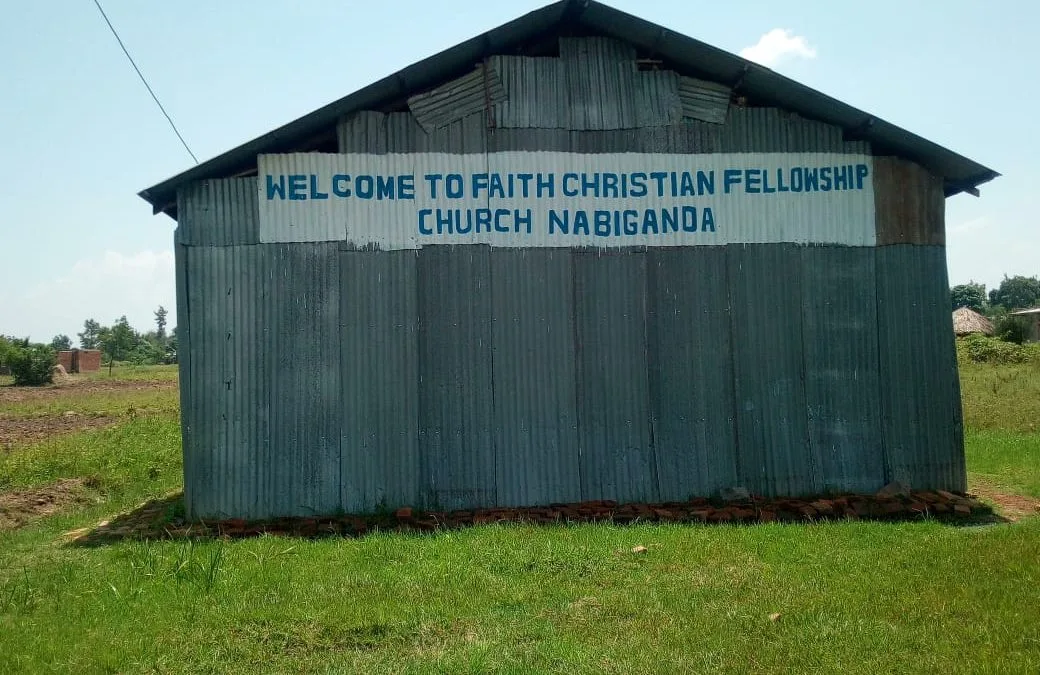 WELCOME TO FAITH CHRISTIAN FELLOWSHIP
CHURCH NABIGANDA